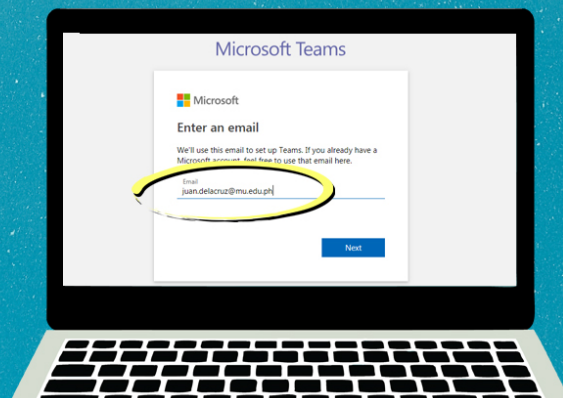 Microsoft Teams
Microsoft
Enter an email
We'll use this email to set up Teams. If you already have a
Microsoft account, feel free to use that email here.
Email
juan.delacruz@mu.edu.ph
Next